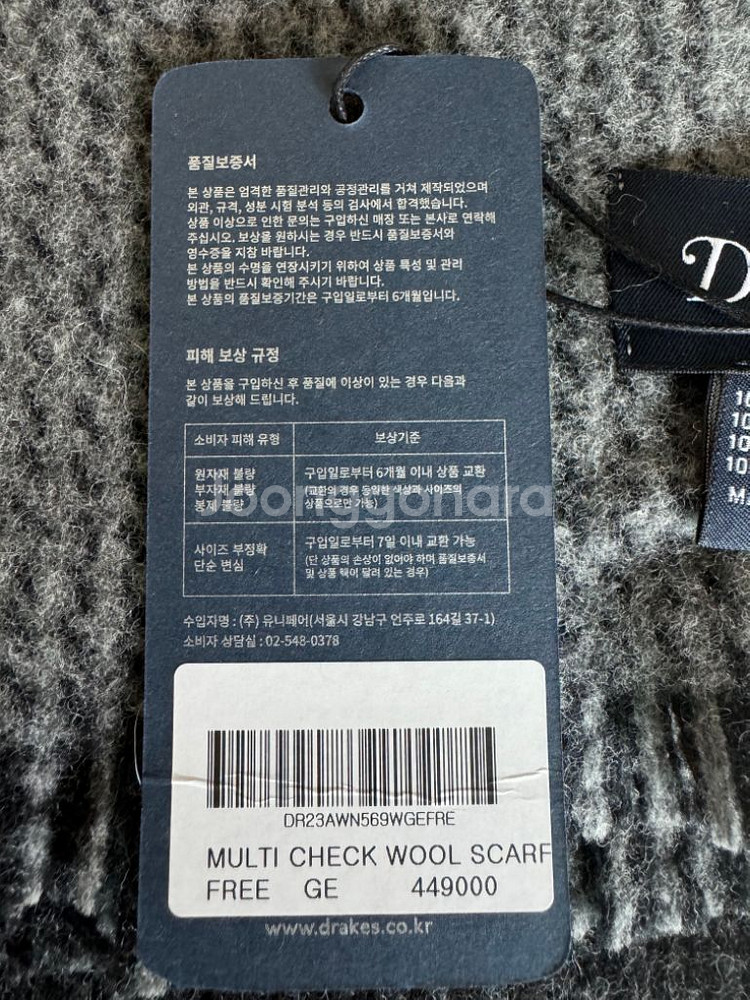 품질보증서
본 상품은 엄격한 품질관리와 공정관리를 거쳐 제작되었으며
외관, 규격, 성분 시험 분석 등의 검사에서 합격했습니다.
상품 이상으로 인한 문의는 구입하신 매장 또는 본사로 연락해
주십시오. 보상을 원하시는 경우 반드시 품질보증서와
영수증을 지참 바랍니다.
본 상품의 수명을 연장시키기 위하여 상품 특성 및 관리
방법을 반드시 확인해 주시기 바랍니다.
본 상품의 품질보증기간은 구입일로부터 6개월입니다.
피해 보상 규정
본 상품을 구입하신 후 품질에 이상이 있는 경우 다음과
같이 보상해 드립니다.
소비자 피해 유형 보상기준
원자재 불량
부자재 불량
봉제 불량
구입일로부터 6개월 이내 상품 교환
(교환의 경우 동일한 색상과 사이즈의
상품으로만 가능)
사이즈 부정확
단순 변심
구입일로부터 7일 이내 교환 가능
(단 상품의 손상이 없어야 하며 품질보증서
및 상품 택이 달려 있는 경우)
수입자명 : (주) 유니페어(서울시 강남구 언주로 164길 37-1)
소비자 상담실 : 02-548-0378
DR23AWN569WGEFRE
MULTI CHECK WOOL SCARF
FREE GE 449000
www.drakes.co.kr
D
10
10
10
10
M